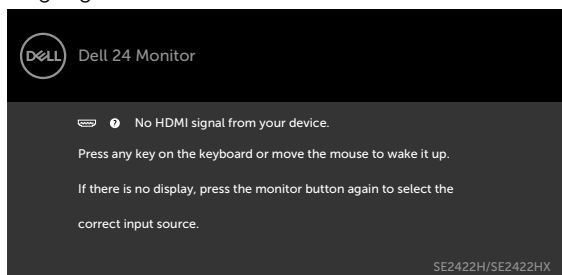 DELL
Dell 24 Monitor
No HDMI signal from your device.
Press any key on the keyboard or move the mouse to wake it up.
If there is no display, press the monitor button again to select the
correct input source.
SE2422H/SE2422HX